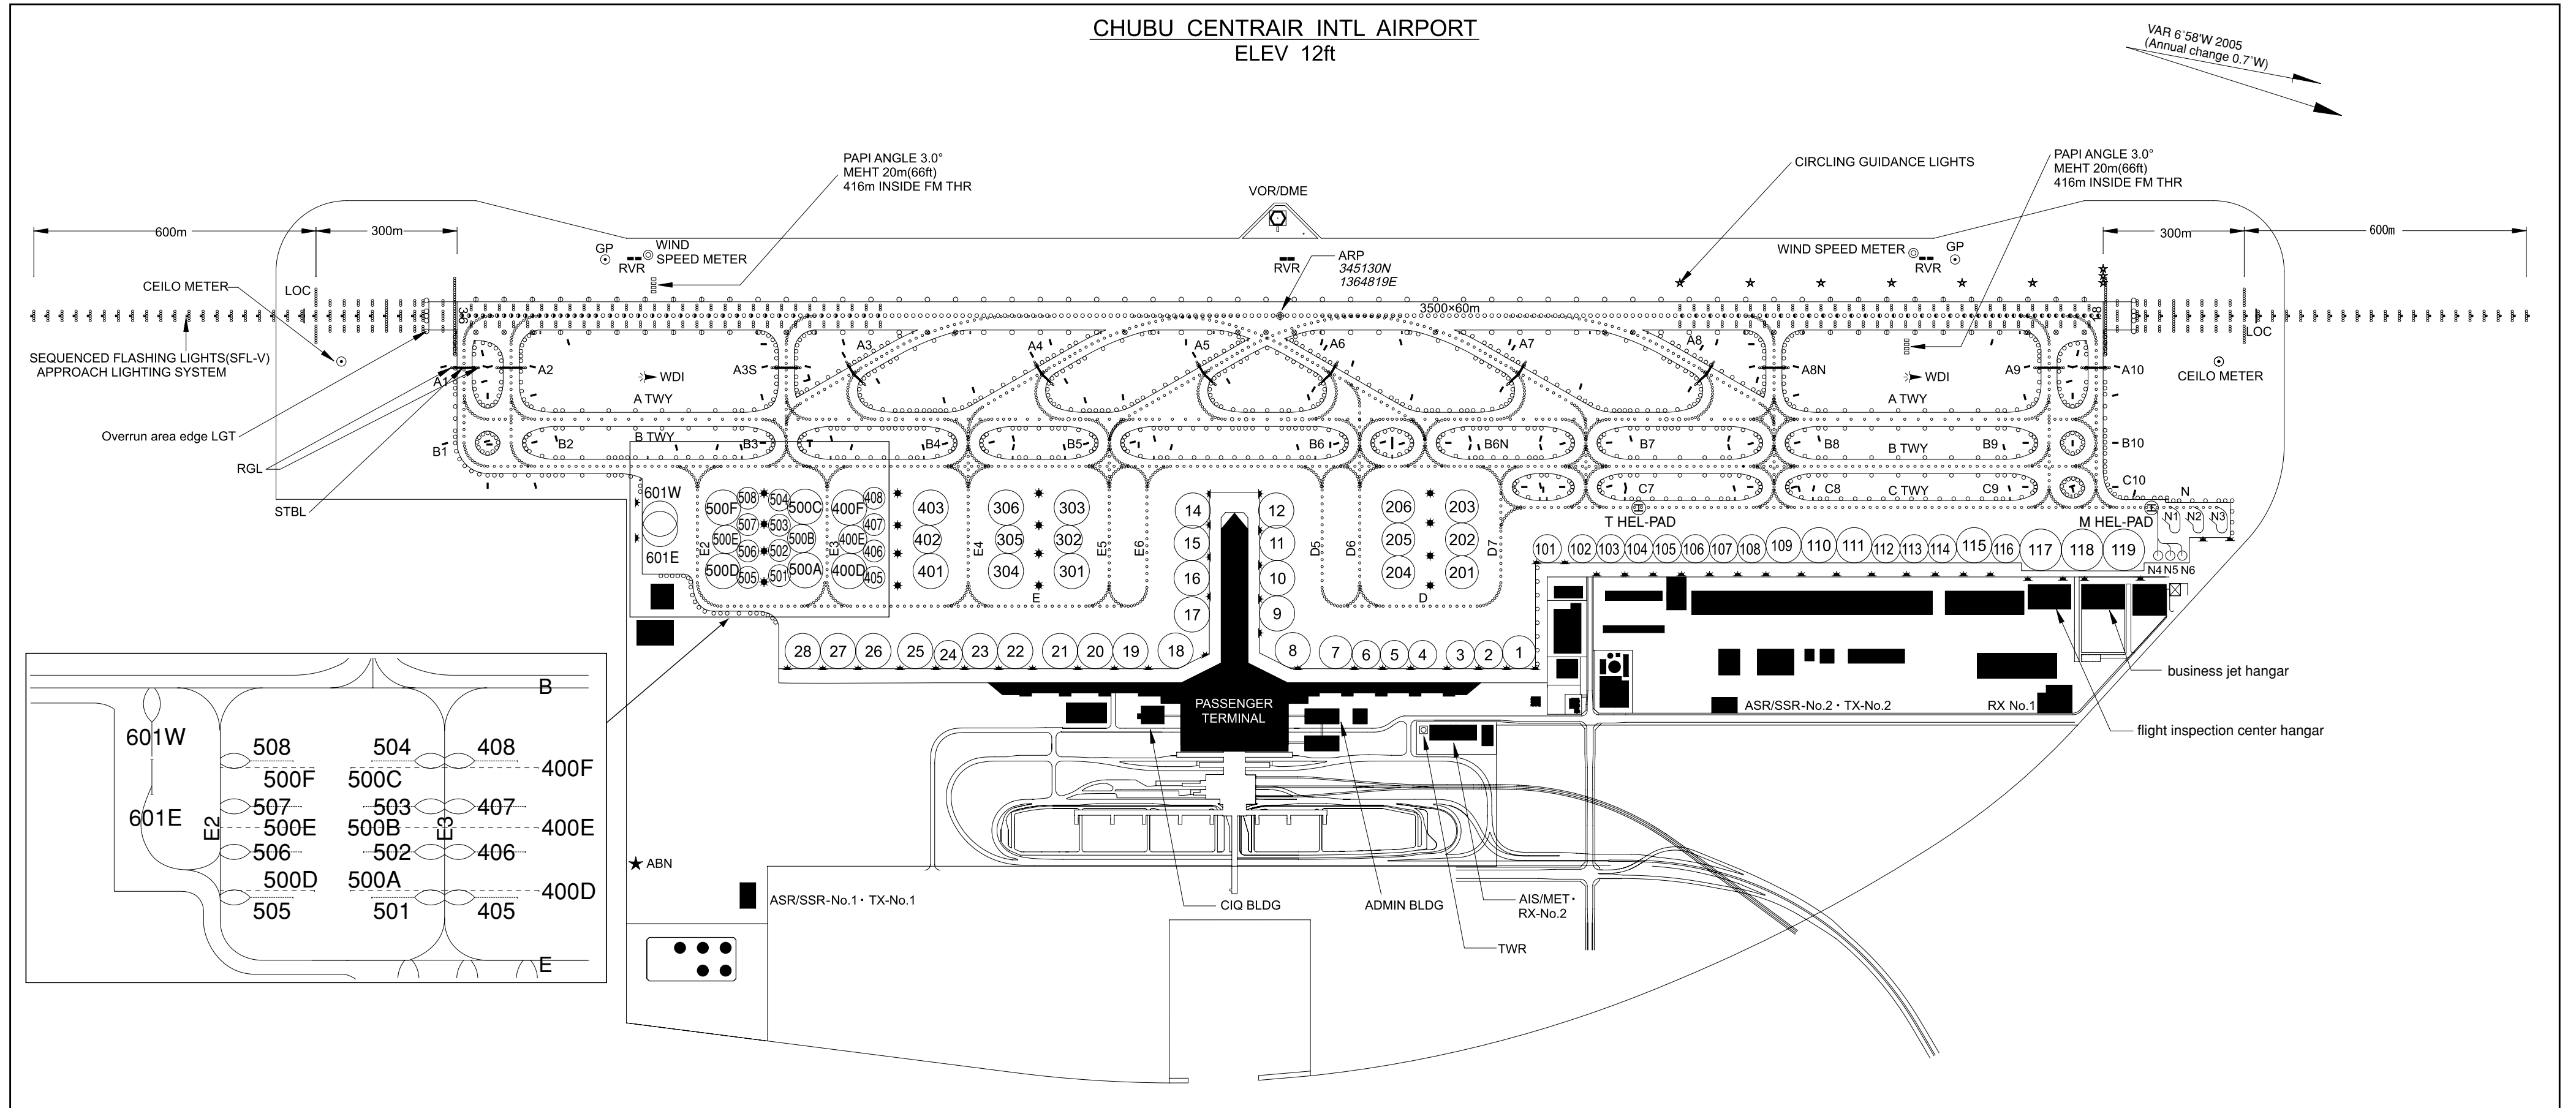 CHUBU CENTRAIR INTL AIRPORT
ELEV 12ft
VAR 6°58'W 2005
(Annual change 0.7°W)
PAPI ANGLE 3.0°
MEHT 20m(66ft)
416m INSIDE FM THR
CIRCLING GUIDANCE LIGHTS
PAPI ANGLE 3.0°
MEHT 20m(66ft)
416m INSIDE FM THR
VOR/DME
600m
300m
300m
600m
GP
WIND
SPEED METER
RVR
RVR
ARP
345130N
1364819E
WIND SPEED METER
GP
RVR
CEILO METER
LOC
36
3500×60m
18
LOC
SEQUENCED FLASHING LIGHTS(SFL-V)
APPROACH LIGHTING SYSTEM
A1
A2
WDI
A TWY
A3S
A3
A4
A5
A6
A7
A8
A8N
WDI
A TWY
A9
A10
CEILO METER
Overrun area edge LGT
RGL
STBL
B1
B2
B TWY
B3
T
B4
B5
B6
B6N
B7
B8
B TWY
B9
B10
C7
C8
C TWY
C9
C10
N
T HEL-PAD
H
M HEL-PAD
H
N1
N2
N3
N4
N5
N6
601W
601E
E2
500F
508
504
500C
400F
408
507
503
407
500E
500B
400E
506
502
406
500D
505
501
500A
400D
405
E3
403
402
401
E4
306
305
304
303
302
301
E5
E6
E
14
15
16
17
12
11
10
9
D5
D6
206
205
204
203
202
201
D7
D
101
102
103
104
105
106
107
108
109
110
111
112
113
114
115
116
117
118
119
28
27
26
25
24
23
22
21
20
19
18
8
7
6
5
4
3
2
1
PASSENGER
TERMINAL
ASR/SSR-No.2・TX-No.2
RX No.1
business jet hangar
flight inspection center hangar
B
601W
601E
E2
508
500F
507
500E
506
500D
505
504
500C
503
500B
502
500A
501
E3
408
400F
407
400E
406
400D
405
E
ABN
ASR/SSR-No.1・TX-No.1
CIQ BLDG
ADMIN BLDG
AIS/MET・
RX-No.2
TWR